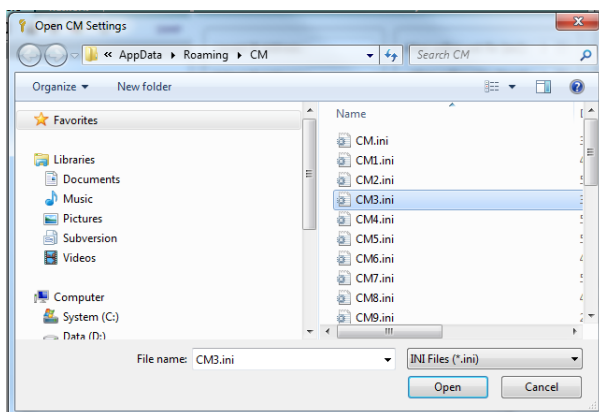 Open CM Settings
« AppData ▸ Roaming ▸ CM
Search CM
Organize ▾ New folder
Favorites
Libraries
Documents
Music
Pictures
Subversion
Videos
Computer
System (C:)
Data (D:)
Name
CM.ini
CM1.ini
CM2.ini
CM3.ini
CM4.ini
CM5.ini
CM6.ini
CM7.ini
CM8.ini
CM9.ini
File name: CM3.ini
INI Files (*.ini)
Open Cancel